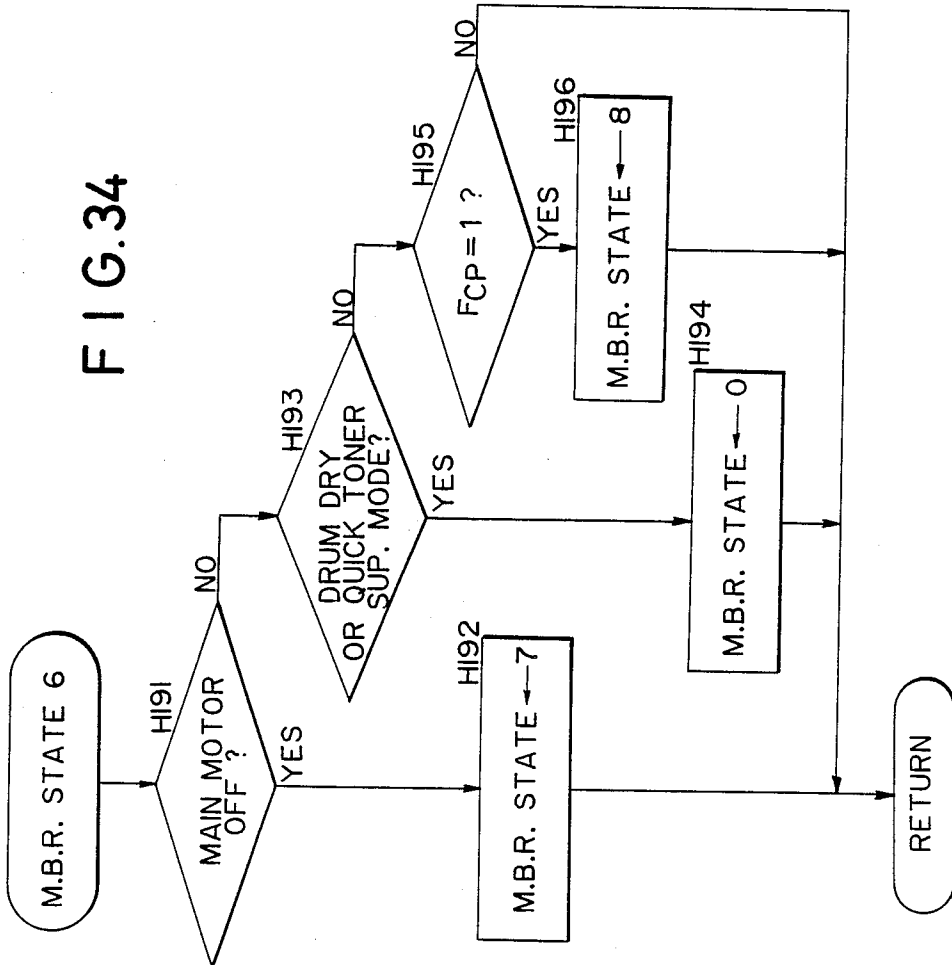 F I G.34
M.B.R. STATE 6
H191
MAIN MOTOR
OFF ?
NO
YES
H192
M.B.R. STATE ← 7
H193
DRUM DRY
OR QUICK TONER
SUP. MODE?
NO
YES
H194
M.B.R. STATE ← 0
H195
FCP = 1 ?
NO
YES
H196
M.B.R. STATE ← 8
RETURN